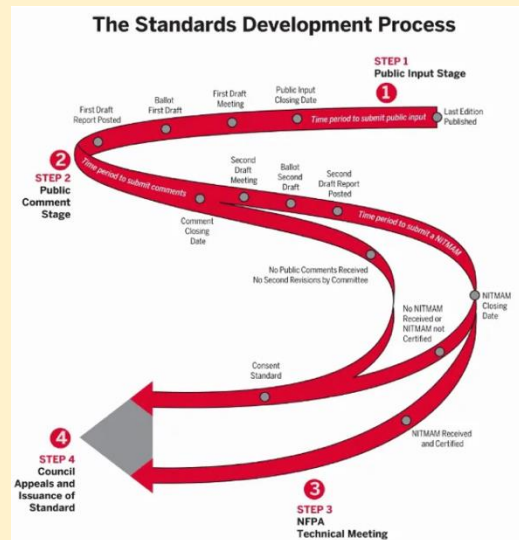 The Standards Development Process
STEP 1
Public Input Stage
1
Last Edition
Published
Time period to submit public input
Public Input
Closing Date
First Draft
Meeting
Ballot
First Draft
First Draft
Report Posted
2
STEP 2
Public
Comment
Stage
Time period to submit comments
Comment
Closing
Date
Second
Draft
Meeting
Ballot
Second
Draft
Second
Draft Report
Posted
Time period to submit a NITMAM
No Public Comments Received
No Second Revisions by Committee
NITMAM
Closing
Date
No NITMAM
Received or
NITMAM not
Certified
Consent
Standard
NITMAM Received
and Certified
3
STEP 3
NFPA
Technical Meeting
4
STEP 4
Council
Appeals and
Issuance of
Standard